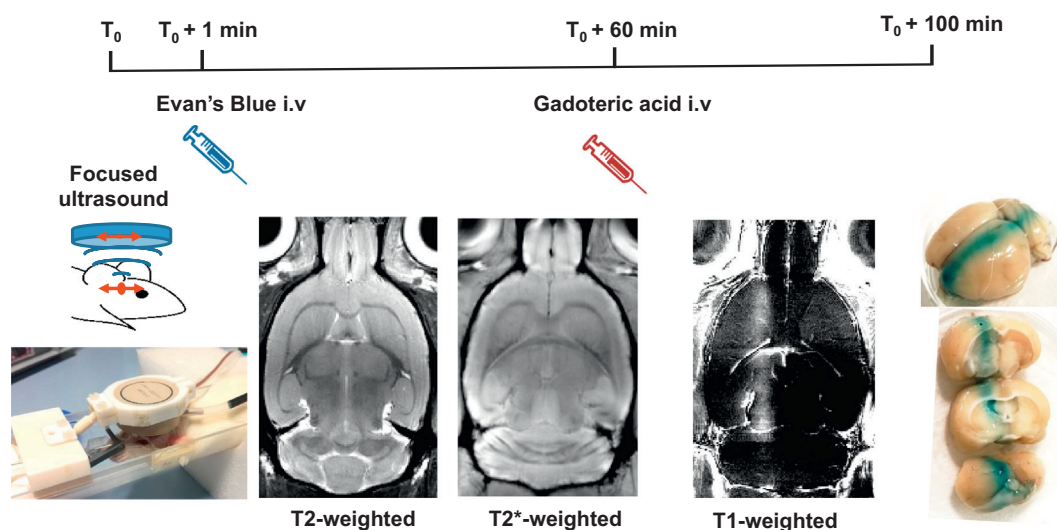 T0
T0 + 1 min
T0 + 60 min
T0 + 100 min
Evan's Blue i.v
Gadoteric acid i.v
Focused
ultrasound
T2-weighted
T2*-weighted
T1-weighted